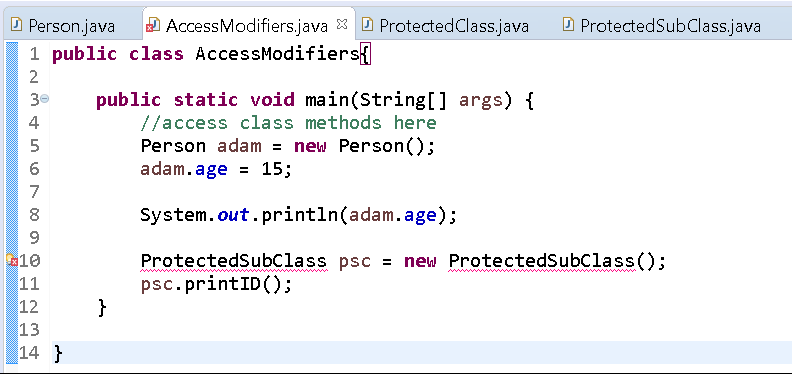 Person.java AccessModifiers.java ProtectedClass.java ProtectedSubClass.java
1 public class AccessModifiers{
2
3 public static void main(String[] args) {
4 //access class methods here
5 Person adam = new Person();
6 adam.age = 15;
7
8 System.out.println(adam.age);
9
10 ProtectedSubClass psc = new ProtectedSubClass();
11 psc.printID();
12 }
13
14 }